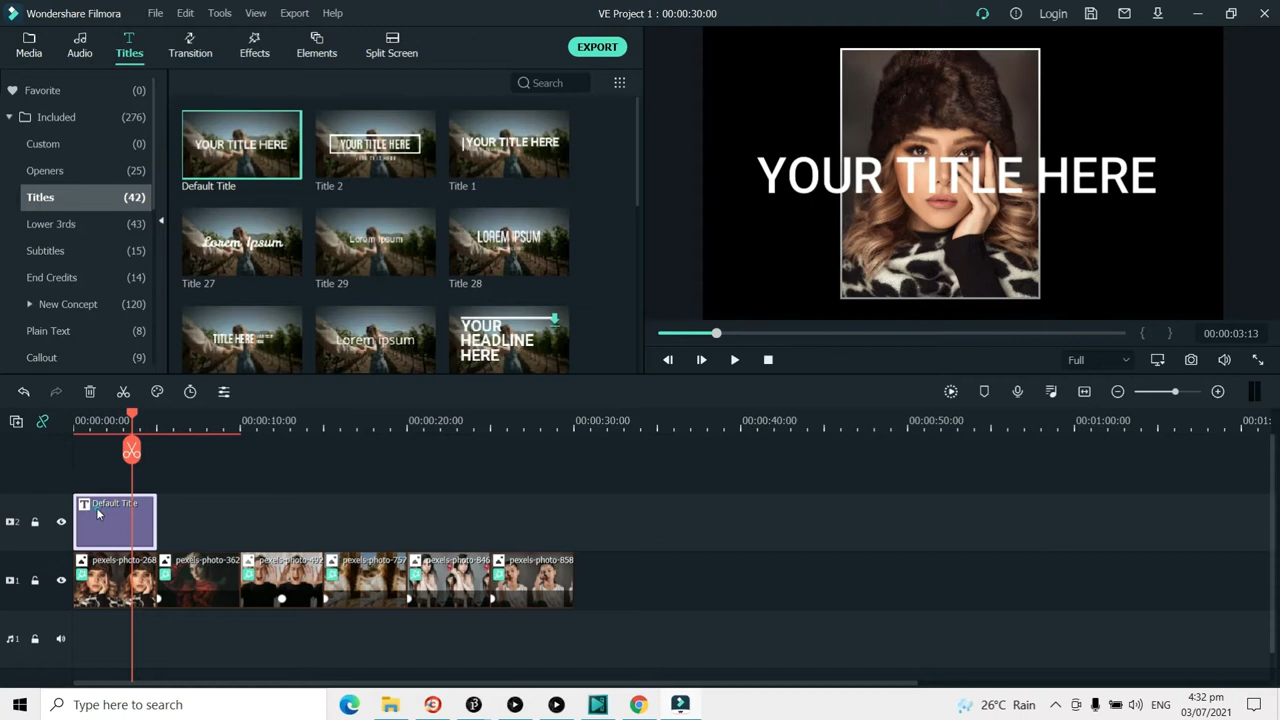 Wondershare Filmora
File
Edit
Tools
View
Export
Help
VE Project 1 : 00:00:30:00
Login
Media
Audio
Titles
Transition
Effects
Elements
Split Screen
EXPORT
Favorite (0)
Included (276)
Custom (0)
Openers (25)
Titles (42)
Lower 3rds (43)
Subtitles (15)
End Credits (14)
New Concept (120)
Plain Text (8)
Callout (9)
Search
YOUR TITLE HERE
Default Title
YOUR TITLE HERE
Title 2
YOUR TITLE HERE
Title 1
Lorem Ipsum
Title 27
Lorem Ipsum
Title 29
LOREM IPSUM
Title 28
TITLE HERE
Lorem Ipsum
YOUR
HEADLINE
HERE
YOUR TITLE HERE
00:00:03:13
Full
00:00:00:00
00:00:10:00
00:00:20:00
00:00:30:00
00:00:40:00
00:00:50:00
00:01:00:00
00:01:
T Default Title
2
pexels-photo-268
pexels-photo-362
pexels-photo-492
pexels-photo-757
pexels-photo-846
pexels-photo-858
1
1
Type here to search
26°C Rain
ENG
4:32 pm
03/07/2021